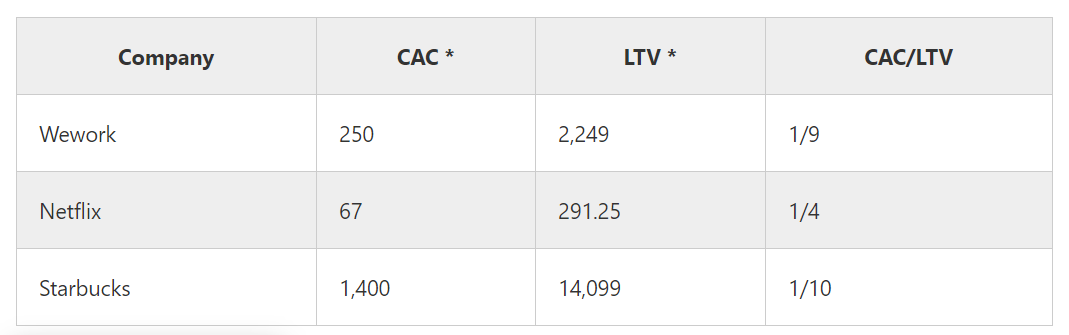 Company CAC * LTV * CAC/LTV
Wework 250 2,249 1/9
Netflix 67 291.25 1/4
Starbucks 1,400 14,099 1/10